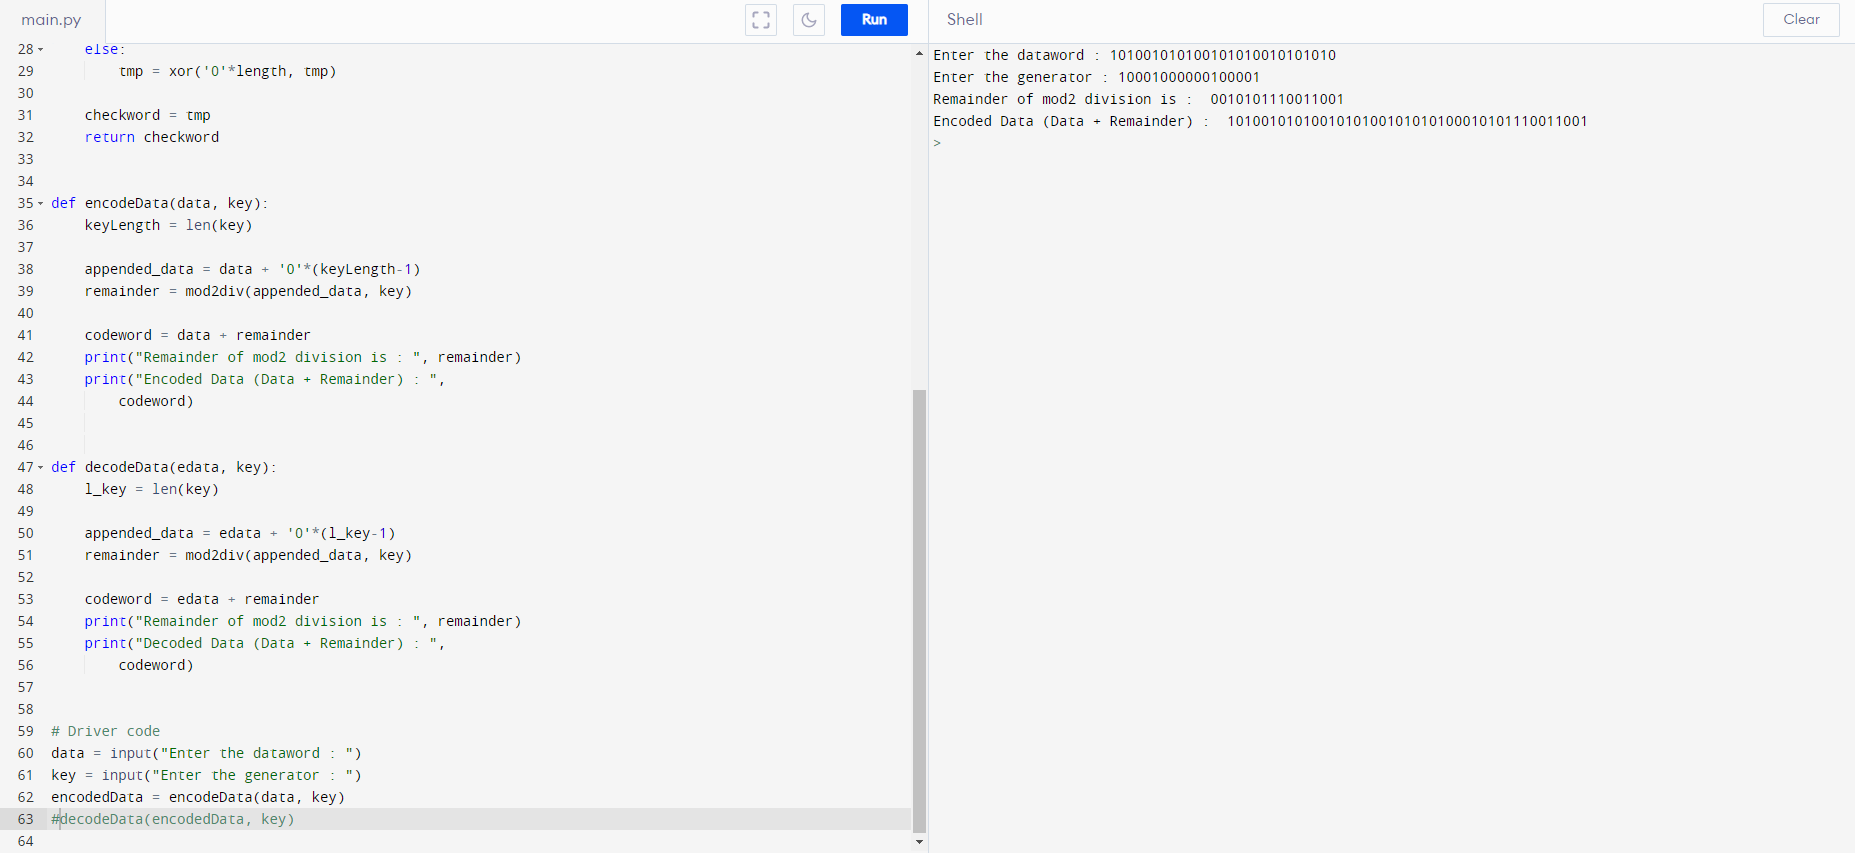 main.py
Run
28 else:
29 tmp = xor('0'*length, tmp)
30
31 checkword = tmp
32 return checkword
33
34
35 def encodeData(data, key):
36 keyLength = len(key)
37
38 appended_data = data + '0'*(keyLength-1)
39 remainder = mod2div(appended_data, key)
40
41 codeword = data + remainder
42 print("Remainder of mod2 division is : ", remainder)
43 print("Encoded Data (Data + Remainder) : ",
44 codeword)
45
46
47 def decodeData(edata, key):
48 l_key = len(key)
49
50 appended_data = edata + '0'*(l_key-1)
51 remainder = mod2div(appended_data, key)
52
53 codeword = edata + remainder
54 print("Remainder of mod2 division is : ", remainder)
55 print("Decoded Data (Data + Remainder) : ",
56 codeword)
57
58
59 # Driver code
60 data = input("Enter the dataword : ")
61 key = input("Enter the generator : ")
62 encodedData = encodeData(data, key)
63 #decodeData(encodedData, key)
64
Shell
Clear
Enter the dataword : 101001010100101010010101010
Enter the generator : 10001000000100001
Remainder of mod2 division is :  0010101110011001
Encoded Data (Data + Remainder) :  1010010101001010100101010100010101110011001
>